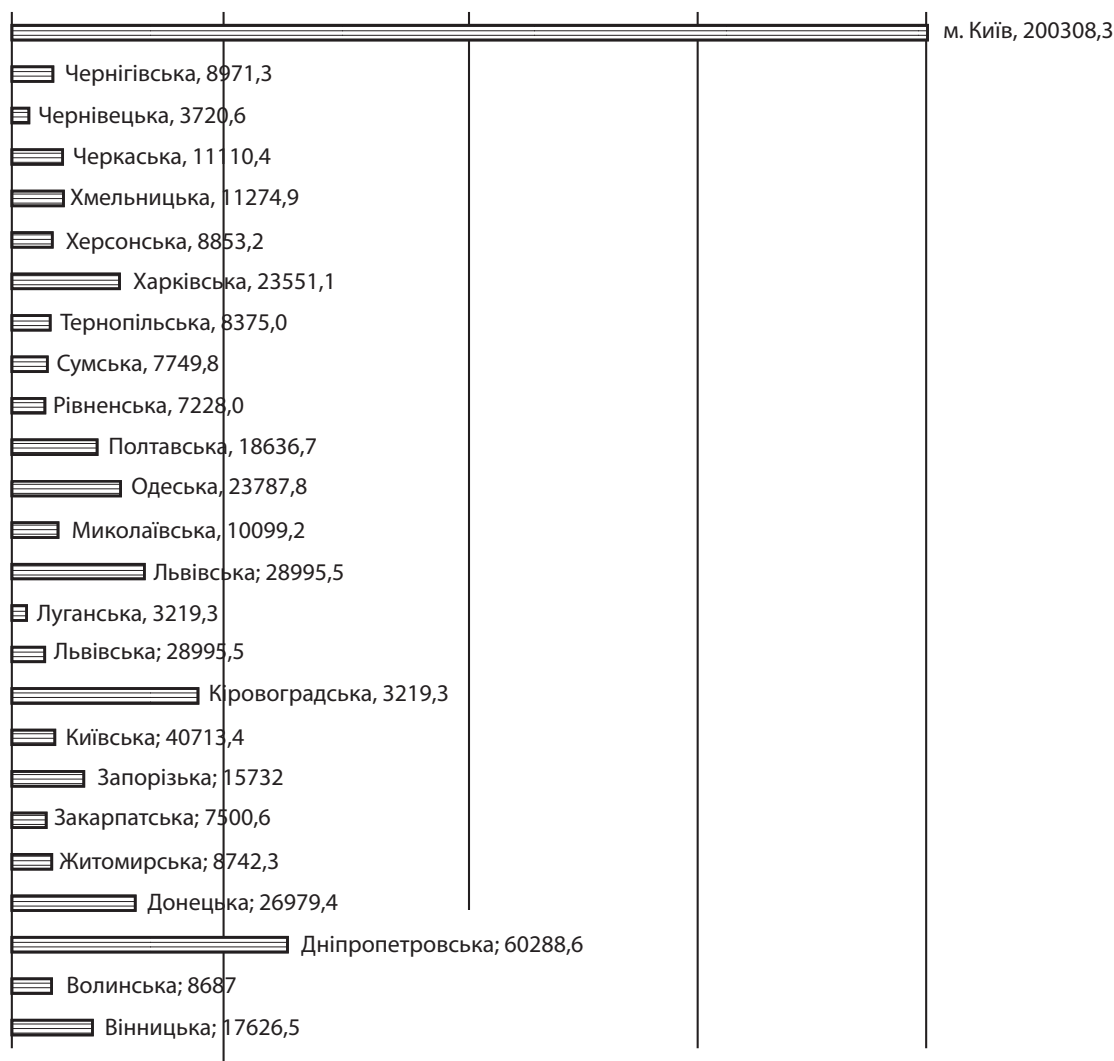 м. Київ, 200308,3
Чернігівська, 8971,3
Чернівецька, 3720,6
Черкаська, 11110,4
Хмельницька, 11274,9
Херсонська, 8853,2
Харківська, 23551,1
Тернопільська, 8375,0
Сумська, 7749,8
Рівненська, 7228,0
Полтавська, 18636,7
Одеська, 23787,8
Миколаївська, 10099,2
Львівська; 28995,5
Луганська, 3219,3
Львівська; 28995,5
Кіровоградська, 3219,3
Київська; 40713,4
Запорізька; 15732
Закарпатська; 7500,6
Житомирська; 8742,3
Донецька; 26979,4
Дніпропетровська; 60288,6
Волинська; 8687
Вінницька; 17626,5